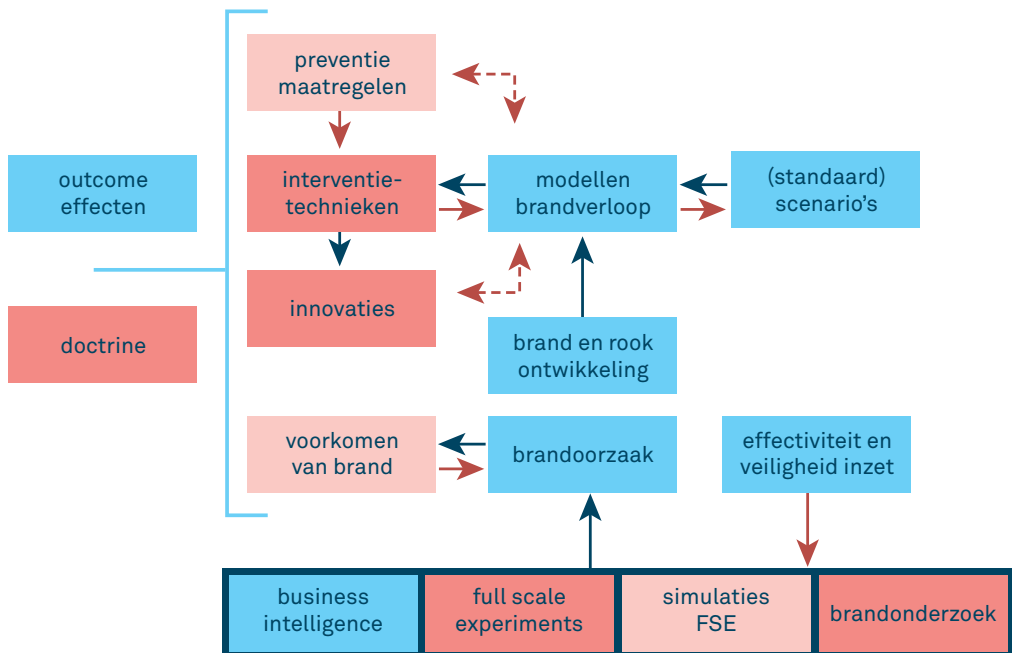 preventie
maatregelen
outcome
effecten
interventie-
technieken
modellen
brandverloop
(standaard)
scenario's
innovaties
doctrine
brand en rook
ontwikkeling
voorkomen
van brand
brandoorzaak
effectiviteit en
veiligheid inzet
business
intelligence
full scale
experiments
simulaties
FSE
brandonderzoek